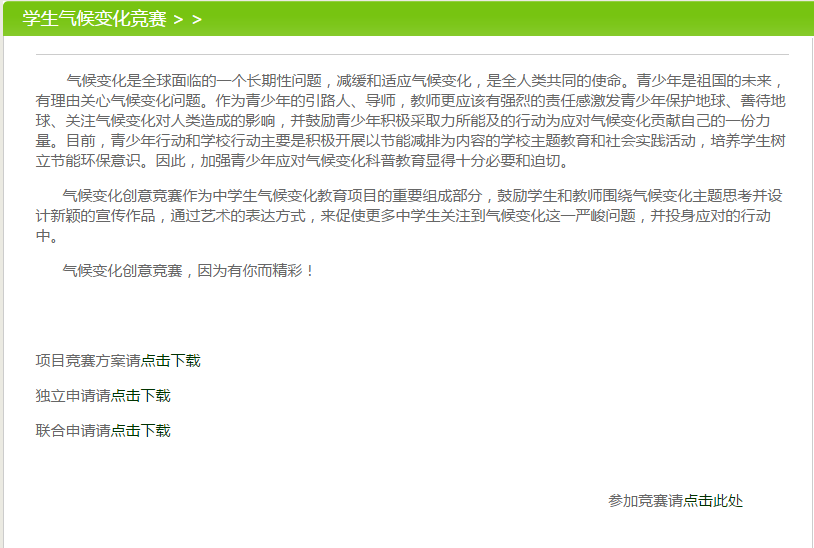 学生气候变化竞赛 > >
气候变化是全球面临的一个长期性问题，减缓和适应气候变化，是全人类共同的使命。青少年是祖国的未来，
有理由关心气候变化问题。作为青少年的引路人、导师，教师更应该有强烈的责任感激发青少年保护地球、善待地
球、关注气候变化对人类造成的影响，并鼓励青少年积极采取力所能及的行动为应对气候变化贡献自己的一份力
量。目前，青少年行动和学校行动主要是积极开展以节能减排为内容的学校主题教育和社会实践活动，培养学生树
立节能环保意识。因此，加强青少年应对气候变化科普教育显得十分必要和迫切。
气候变化创意竞赛作为中学生气候变化教育项目的重要组成部分，鼓励学生和教师围绕气候变化主题思考并设
计新颖的宣传作品，通过艺术的表达方式，来促使更多中学生关注到气候变化这一严峻问题，并投身应对的行动
中。
气候变化创意竞赛，因为有你而精彩！
项目竞赛方案请点击下载
独立申请请点击下载
联合申请请点击下载
参加竞赛请点击此处